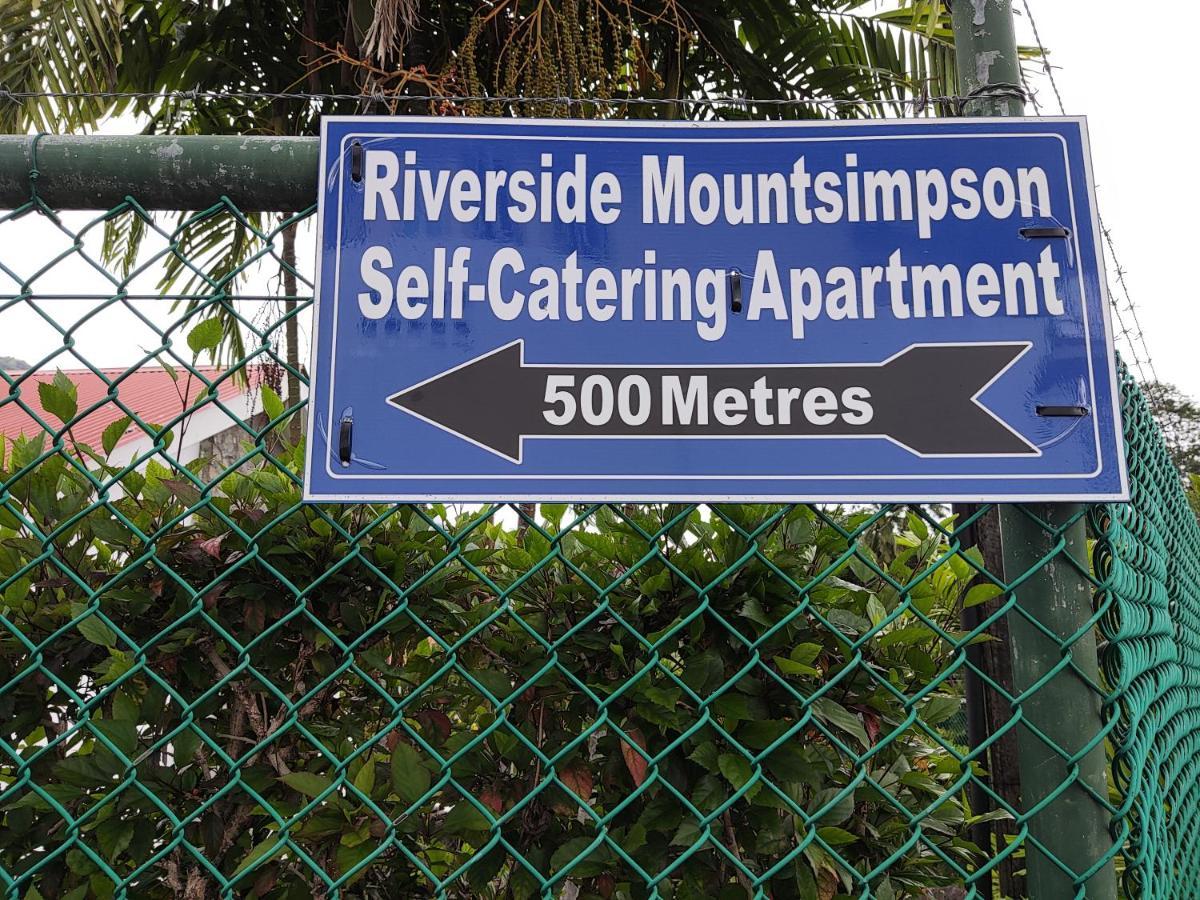 Riverside Mountsimpson
Self-Catering Apartment
500 Metres